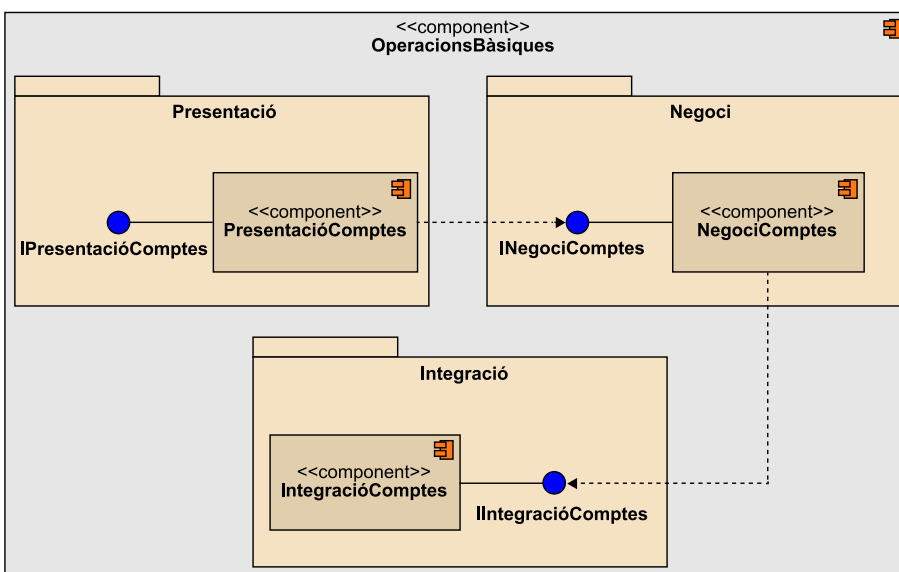 <<component>>
OperacionsBàsiques
Presentació
<<component>>
PresentacióComptes
IPresentacióComptes
Negoci
INegociComptes
<<component>>
NegociComptes
Integració
<<component>>
IntegracióComptes
IIntegracióComptes